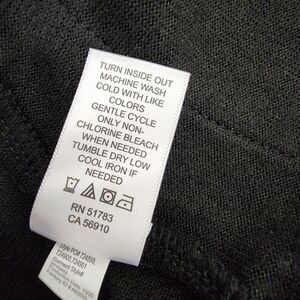 TURN INSIDE OUT
MACHINE WASH
COLD WITH LIKE
COLORS
GENTLE CYCLE
ONLY NON-
CHLORINE BLEACH
WHEN NEEDED
TUMBLE DRY LOW
COOL IRON IF
NEEDED
RN 51783
CA 56910